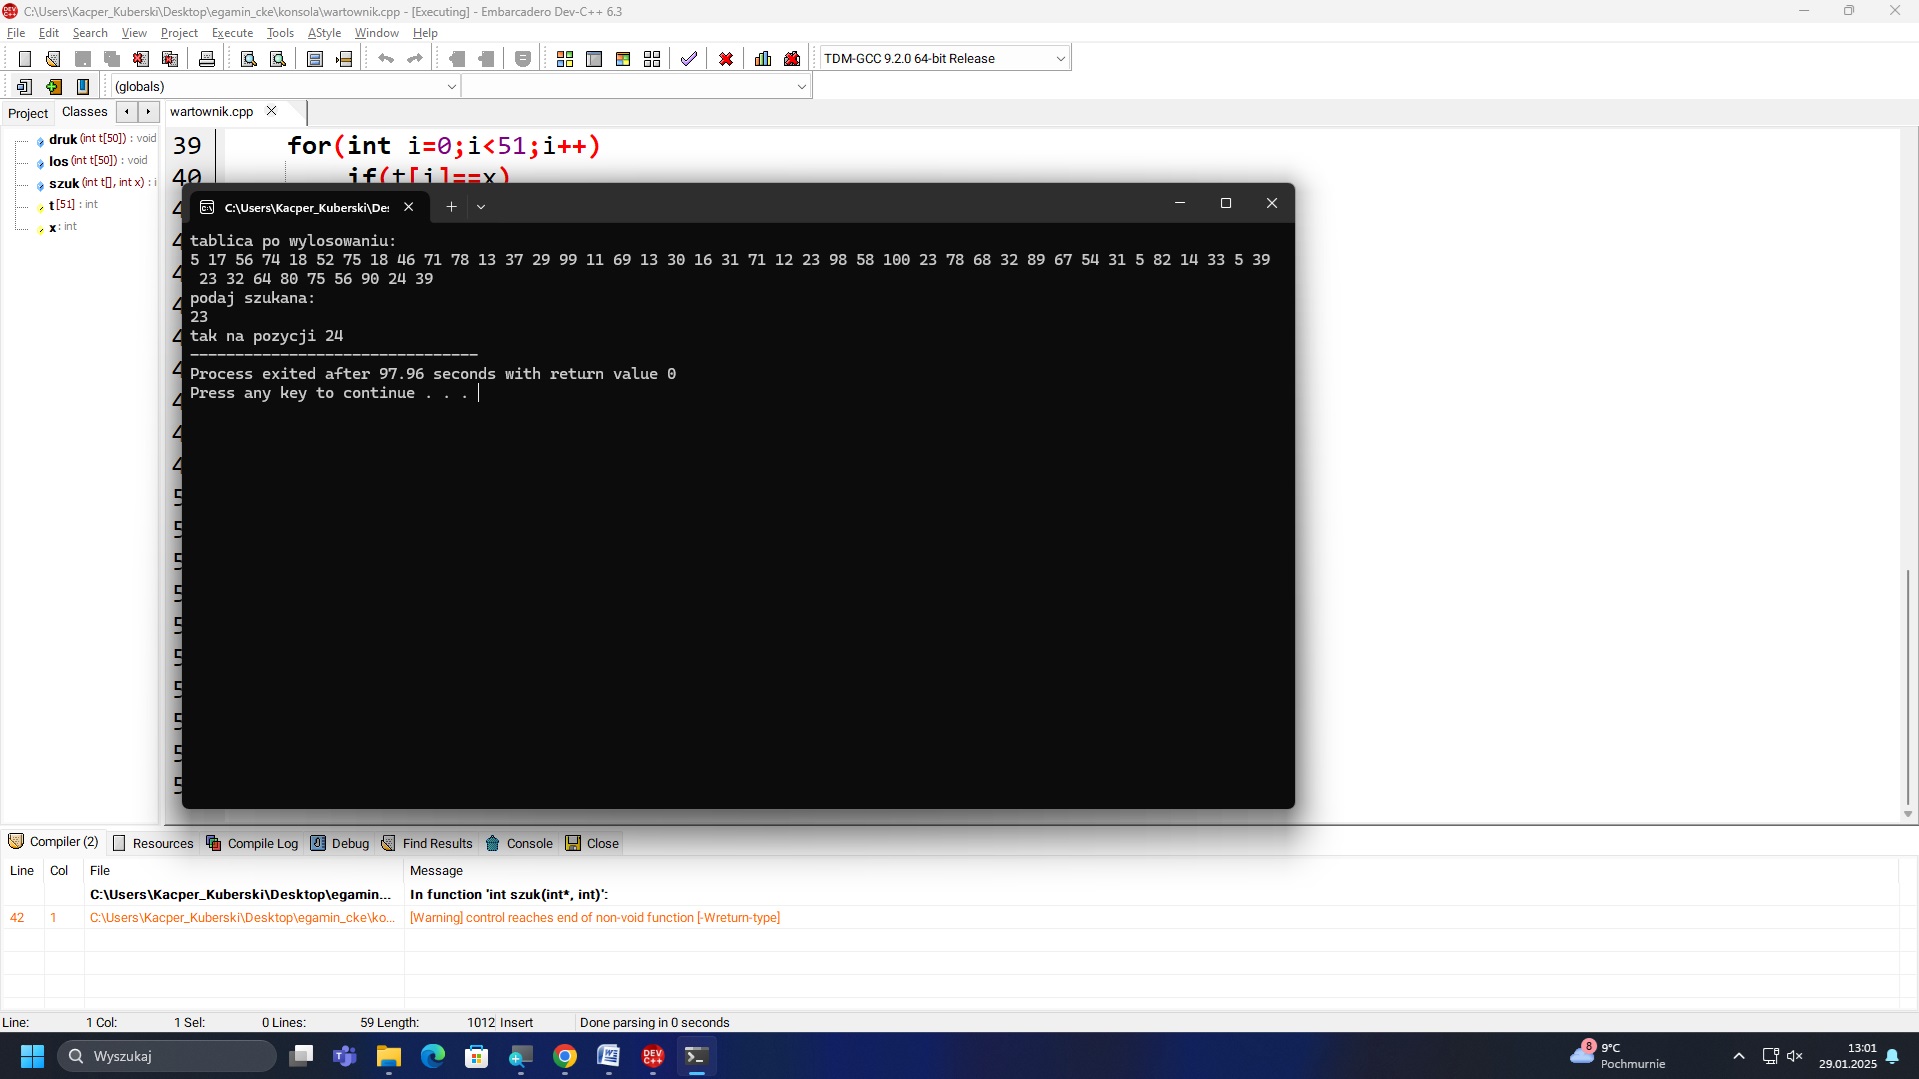 C:\Users\Kacper_Kuberski\Desktop\egamin_cke\konsola\wartownik.cpp - [Executing] - Embarcadero Dev-C++ 6.3
File Edit Search View Project Execute Tools AStyle Window Help
TDM-GCC 9.2.0 64-bit Release
(globals)
Project Classes wartownik.cpp
druk (int t[50]) : void
los (int t[50]) : void
szuk (int t[], int x) : i
t [51] : int
x : int
39 for(int i=0;i<51;i++)
40 if(t[i]==x)
C:\Users\Kacper_Kuberski\De
tablica po wylosowaniu:
5 17 56 74 18 52 75 18 46 71 78 13 37 29 99 11 69 13 30 16 31 71 12 23 98 58 100 23 78 68 32 89 67 54 31 5 82 14 33 5 39
23 32 64 80 75 56 90 24 39
podaj szukana:
23
tak na pozycji 24
--------------------------------
Process exited after 97.96 seconds with return value 0
Press any key to continue . . .
Compiler (2) Resources Compile Log Debug Find Results Console Close
Line Col File Message
C:\Users\Kacper_Kuberski\Desktop\egamin... In function 'int szuk(int*, int)':
42 1 C:\Users\Kacper_Kuberski\Desktop\egamin_cke\ko... [Warning] control reaches end of non-void function [-Wreturn-type]
Line: 1 Col: 1 Sel: 0 Lines: 59 Length: 1012 Insert Done parsing in 0 seconds
Wyszukaj
DEV C++
8
9°C
Pochmurnie
13:01
29.01.2025